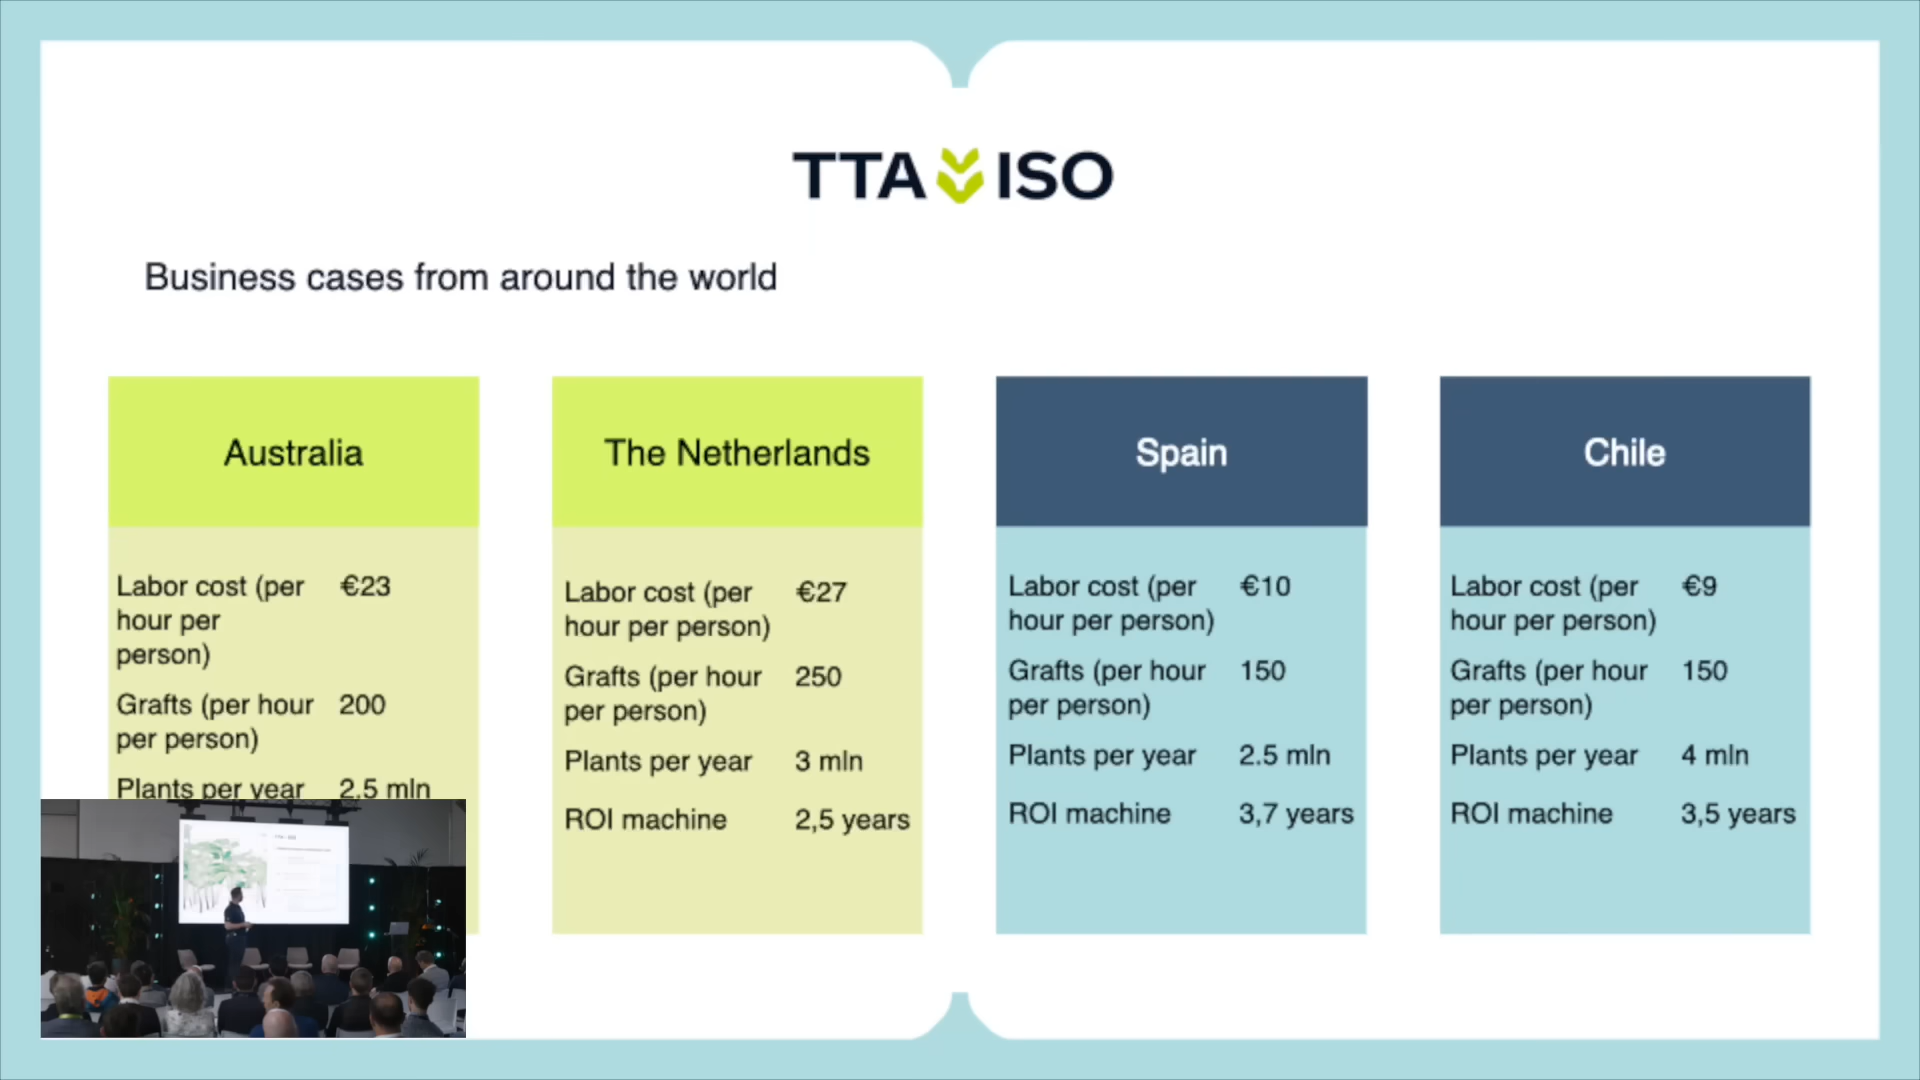 TTA ISO
Business cases from around the world
Australia
Labor cost (per €23
hour per
person)
Grafts (per hour 200
per person)
Plants per year 2.5 mln
The Netherlands
Labor cost (per €27
hour per person)
Grafts (per hour 250
per person)
Plants per year 3 mln
ROI machine 2,5 years
Spain
Labor cost (per €10
hour per person)
Grafts (per hour 150
per person)
Plants per year 2.5 mln
ROI machine 3,7 years
Chile
Labor cost (per €9
hour per person)
Grafts (per hour 150
per person)
Plants per year 4 mln
ROI machine 3,5 years